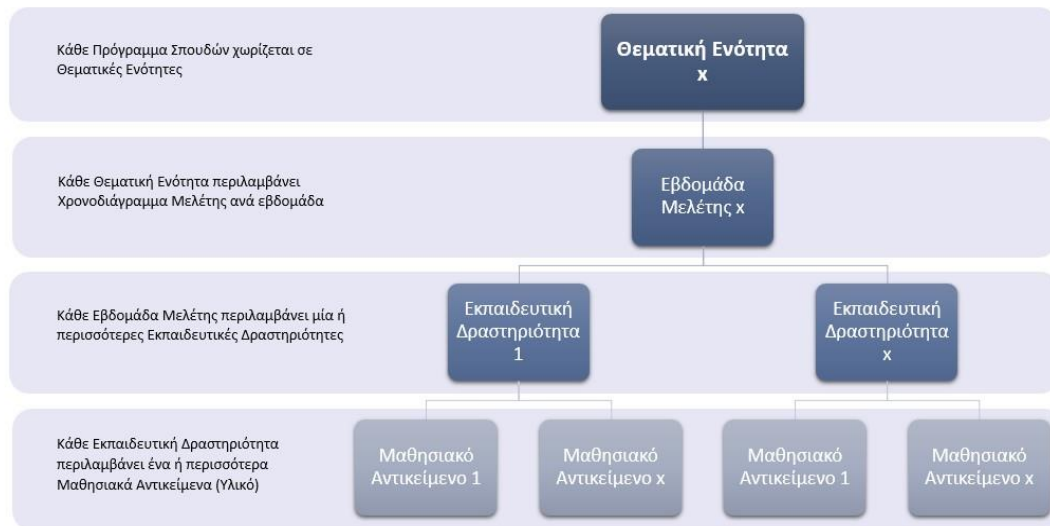 Κάθε Πρόγραμμα Σπουδών χωρίζεται σε
Θεματικές Ενότητες
Θεματική Ενότητα
x
Κάθε Θεματική Ενότητα περιλαμβάνει
Χρονοδιάγραμμα Μελέτης ανά εβδομάδα
Εβδομάδα
Μελέτης x
Κάθε Εβδομάδα Μελέτης περιλαμβάνει μία ή
περισσότερες Εκπαιδευτικές Δραστηριότητες
Εκπαιδευτική
Δραστηριότητα
1
Εκπαιδευτική
Δραστηριότητα
x
Κάθε Εκπαιδευτική Δραστηριότητα
περιλαμβάνει ένα ή περισσότερα
Μαθησιακά Αντικείμενα (Υλικό)
Μαθησιακό
Αντικείμενο 1
Μαθησιακό
Αντικείμενο x
Μαθησιακό
Αντικείμενο 1
Μαθησιακό
Αντικείμενο x